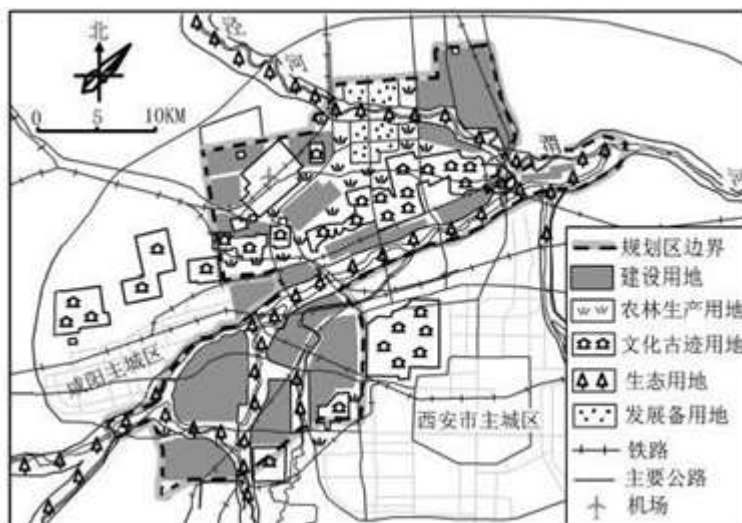 北
0 5 10KM
泾
河
渭
河
咸阳主城区
西安市主城区
规划区边界
建设用地
农林生产用地
文化古迹用地
生态用地
发展备用地
铁路
主要公路
机场